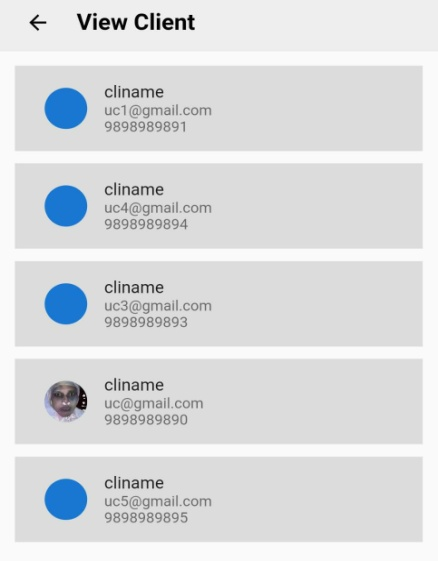 View Client
cliname
uc1@gmail.com
9898989891
cliname
uc4@gmail.com
9898989894
cliname
uc3@gmail.com
9898989893
cliname
uc@gmail.com
9898989890
cliname
uc5@gmail.com
9898989895